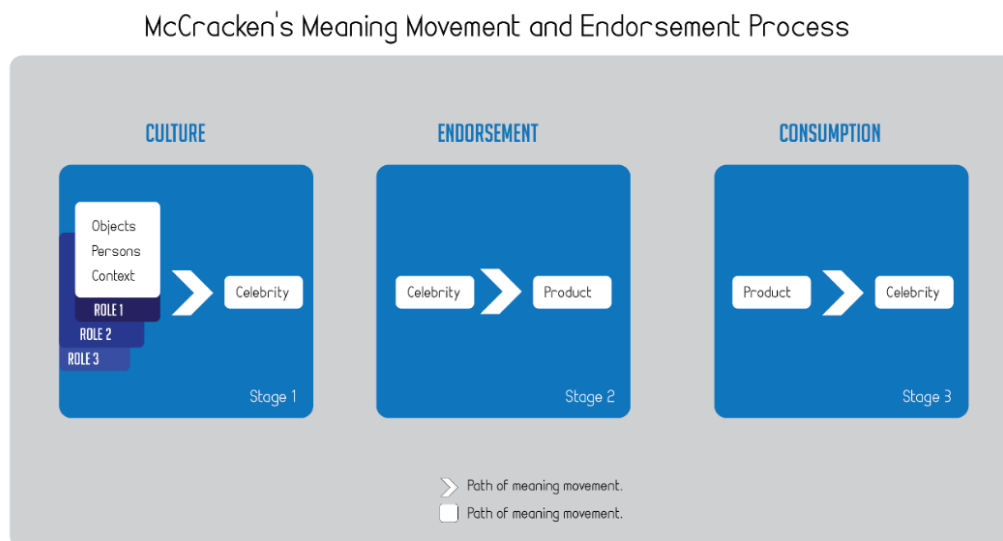 McCracken's Meaning Movement and Endorsement Process
CULTURE
ENDORSEMENT
CONSUMPTION
Objects
Persons
Context
ROLE 1
ROLE 2
ROLE 3
Celebrity
Stage 1
Celebrity
Product
Stage 2
Product
Celebrity
Stage 3
Path of meaning movement.
Path of meaning movement.